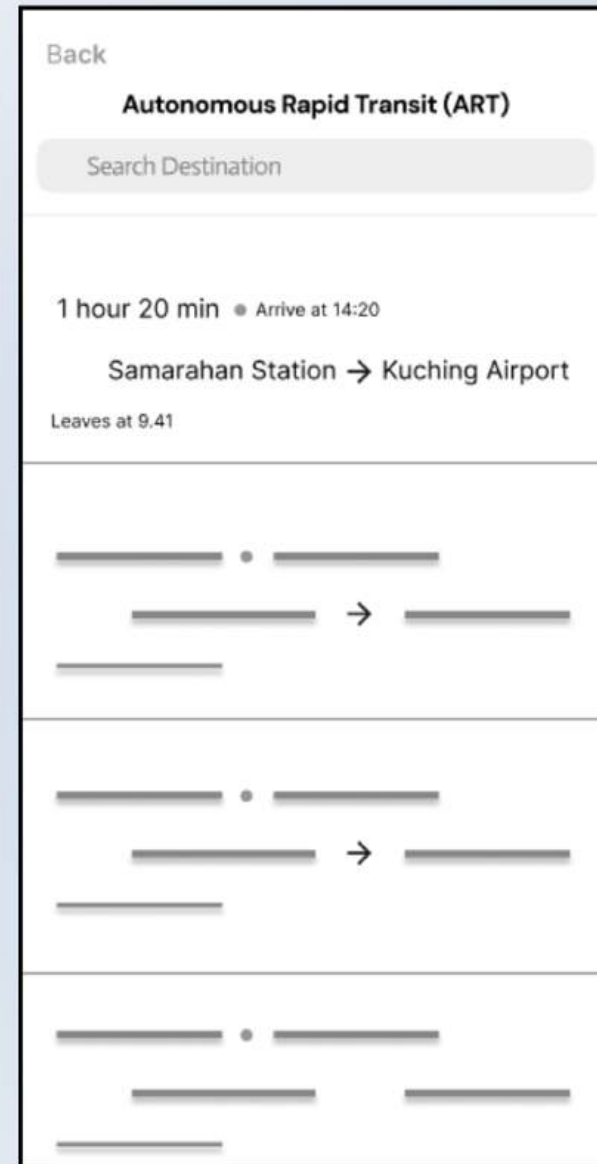 Back
Autonomous Rapid Transit (ART)
Search Destination
1 hour 20 min ● Arrive at 14:20
Samarahan Station → Kuching Airport
Leaves at 9.41